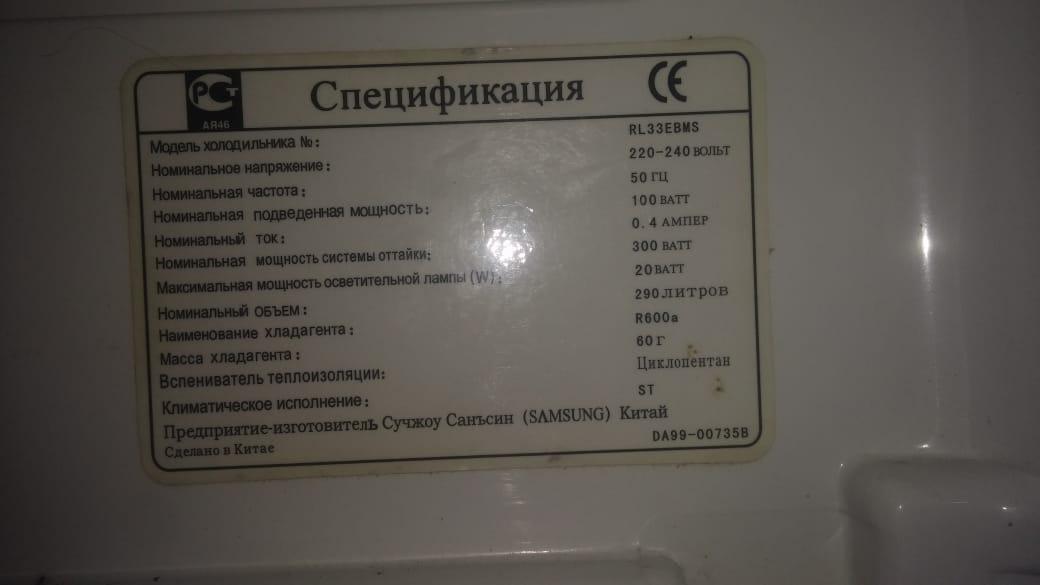 РСТ
АЯ46
Спецификация
CE
Модель холодильника №: RL33EBMS
Номинальное напряжение: 220-240 ВОЛЬТ
Номинальная частота: 50 ГЦ
Номинальная подведенная мощность: 100 ВАТТ
Номинальный ток: 0.4 АМПЕР
Номинальная мощность системы оттайки: 300 ВАТТ
Максимальная мощность осветительной лампы (W): 20 ВАТТ
Номинальный ОБЪЕМ: 290 ЛИТРОВ
Наименование хладагента: R600a
Масса хладагента: 60 Г
Вспениватель теплоизоляции: Циклопентан
Климатическое исполнение: ST
Предприятие-изготовитель Сучжоу Санъсин (SAMSUNG) Китай
Сделано в Китае DA99-00735B